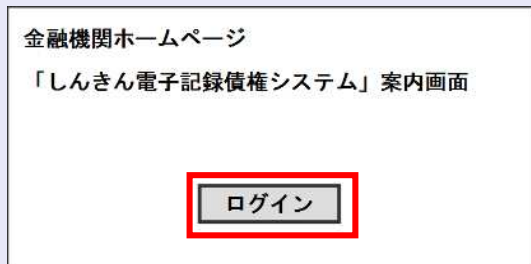 金融機関ホームページ
「しんきん電子記録債権システム」案内画面
ログイン